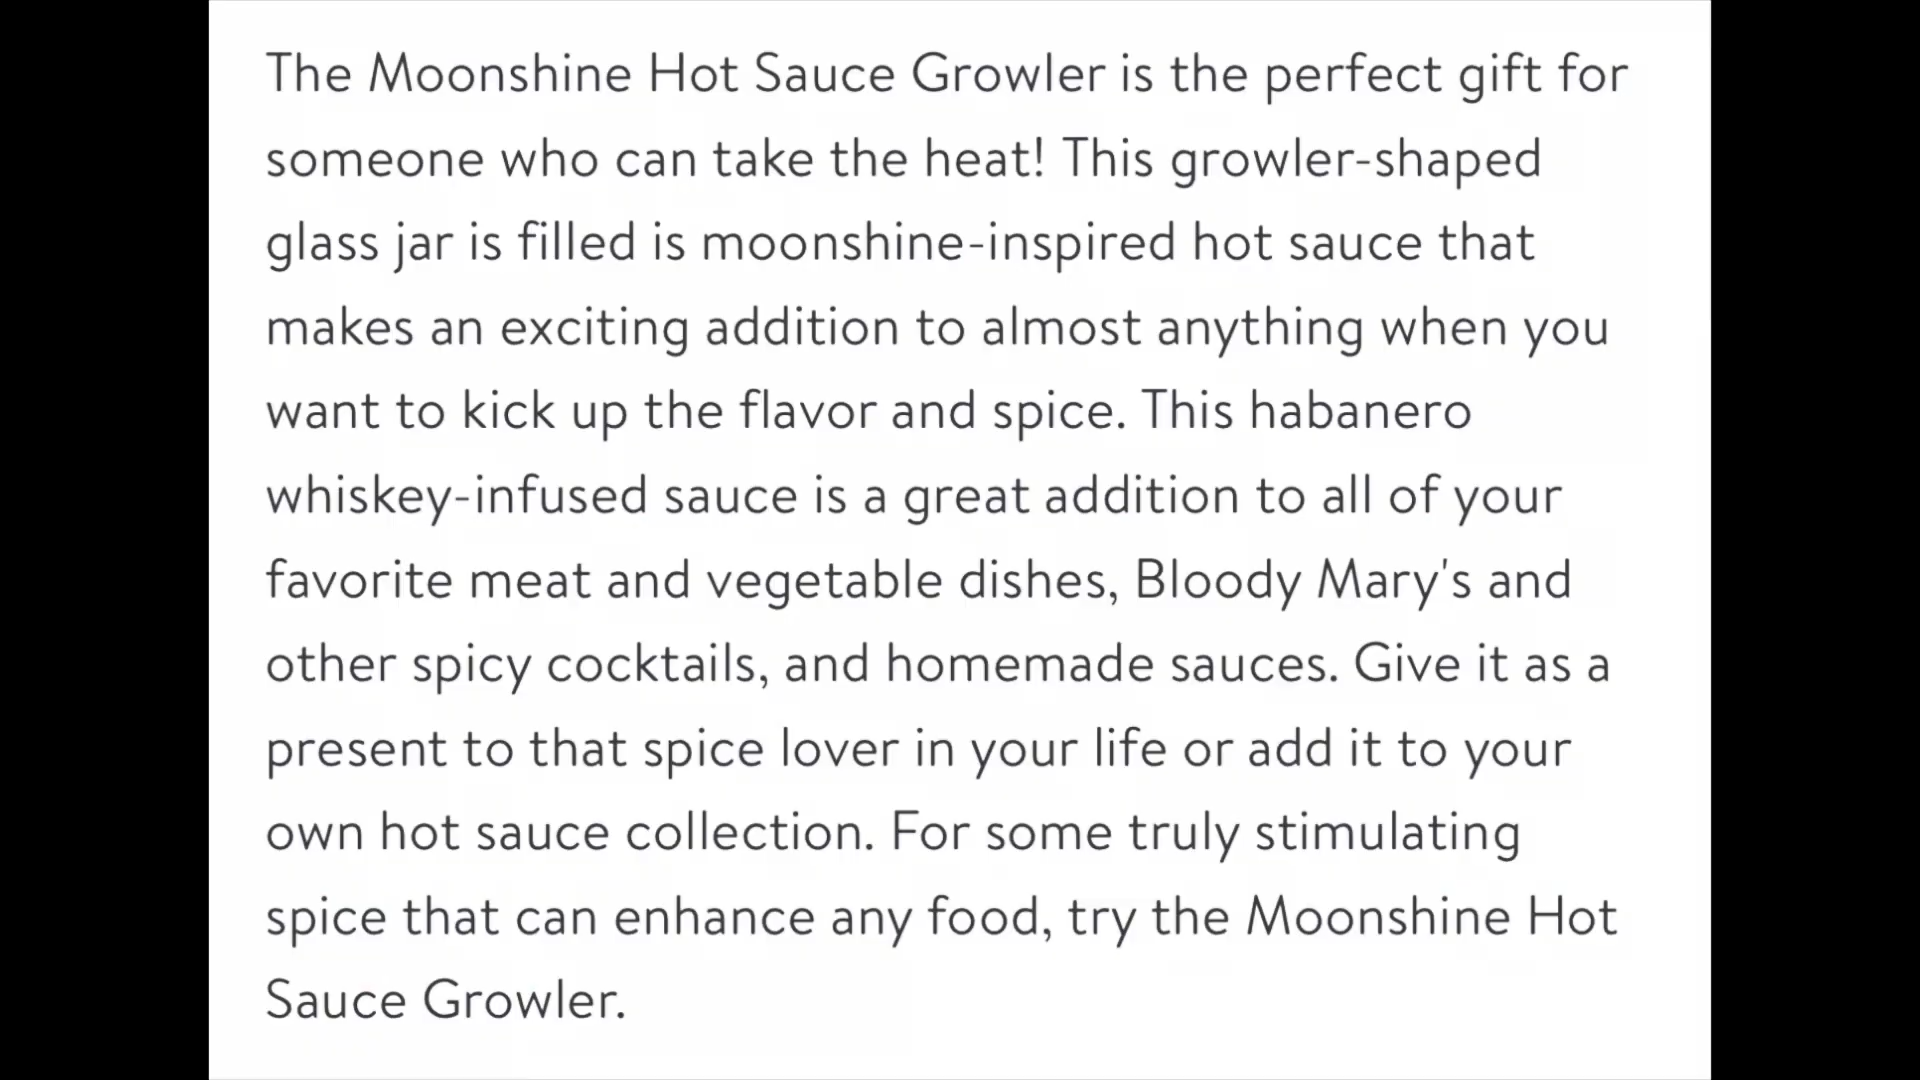 The Moonshine Hot Sauce Growler is the perfect gift for
someone who can take the heat! This growler-shaped
glass jar is filled is moonshine-inspired hot sauce that
makes an exciting addition to almost anything when you
want to kick up the flavor and spice. This habanero
whiskey-infused sauce is a great addition to all of your
favorite meat and vegetable dishes, Bloody Mary's and
other spicy cocktails, and homemade sauces. Give it as a
present to that spice lover in your life or add it to your
own hot sauce collection. For some truly stimulating
spice that can enhance any food, try the Moonshine Hot
Sauce Growler.